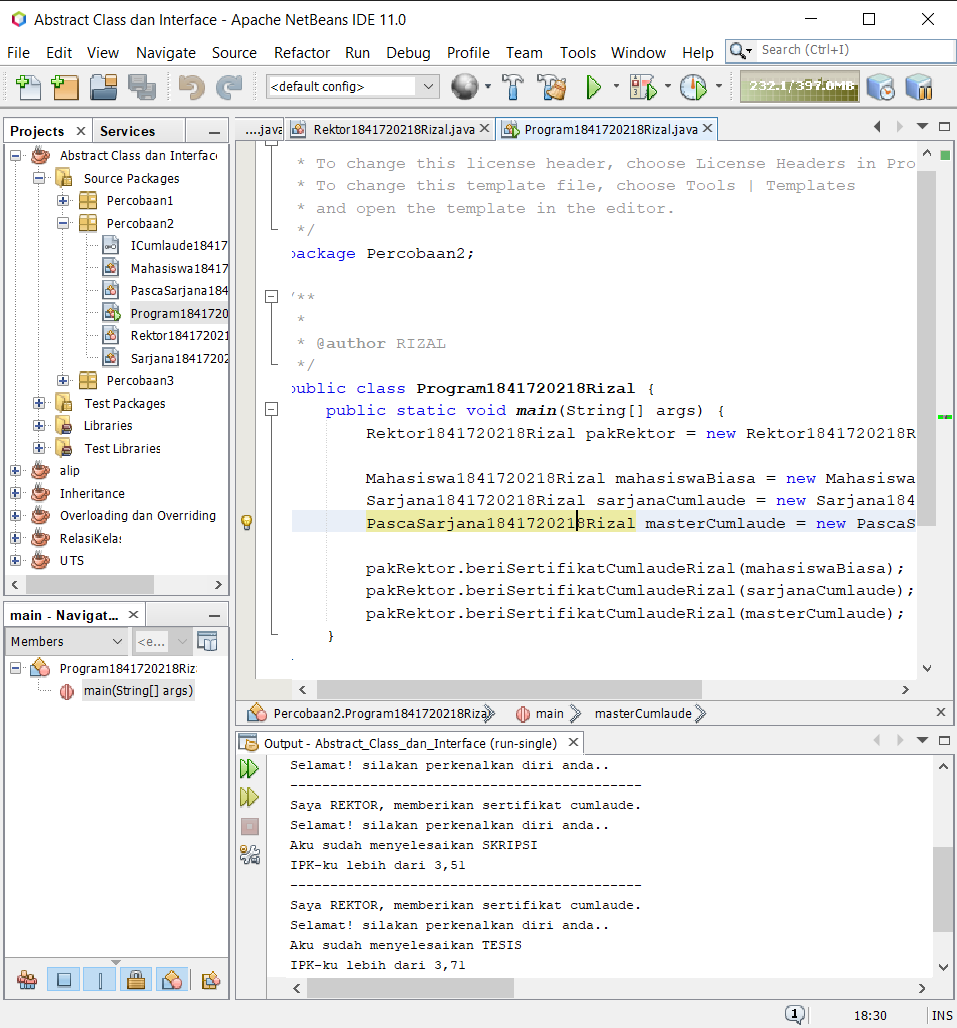 Abstract Class dan Interface - Apache NetBeans IDE 11.0
File Edit View Navigate Source Refactor Run Debug Profile Team Tools Window Help Search (Ctrl+I)
<default config> 232.1/397.0MB
Projects Services
...java Rektor1841720218Rizal.java Program1841720218Rizal.java
Abstract Class dan Interface
Source Packages
Percobaan1
Percobaan2
ICumlaude18417
Mahasiswa18417
PascaSarjana184
Program1841720
Rektor184172021
Sarjana18417202
Percobaan3
Test Packages
Libraries
Test Libraries
alip
Inheritance
Overloading dan Overriding
RelasiKelas
UTS
* To change this license header, choose License Headers in Pro
* To change this template file, choose Tools | Templates
* and open the template in the editor.
*/
package Percobaan2;
/**
*
* @author RIZAL
*/
public class Program1841720218Rizal {
public static void main(String[] args) {
Rektor1841720218Rizal pakRektor = new Rektor1841720218R
Mahasiswa1841720218Rizal mahasiswaBiasa = new Mahasiswa
Sarjana1841720218Rizal sarjanaCumlaude = new Sarjana184
PascaSarjana1841720218Rizal masterCumlaude = new PascaS
pakRektor.beriSertifikatCumlaudeRizal(mahasiswaBiasa);
pakRektor.beriSertifikatCumlaudeRizal(sarjanaCumlaude);
pakRektor.beriSertifikatCumlaudeRizal(masterCumlaude);
}
Percobaan2.Program1841720218Rizal main masterCumlaude
main - Navigat...
Members <e...
Program1841720218Riz
main(String[] args)
Output - Abstract_Class_dan_Interface (run-single)
Selamat! silakan perkenalkan diri anda..
-------------------------------------------
Saya REKTOR, memberikan sertifikat cumlaude.
Selamat! silakan perkenalkan diri anda..
Aku sudah menyelesaikan SKRIPSI
IPK-ku lebih dari 3,51
-------------------------------------------
Saya REKTOR, memberikan sertifikat cumlaude.
Selamat! silakan perkenalkan diri anda..
Aku sudah menyelesaikan TESIS
IPK-ku lebih dari 3,71
1 18:30 INS